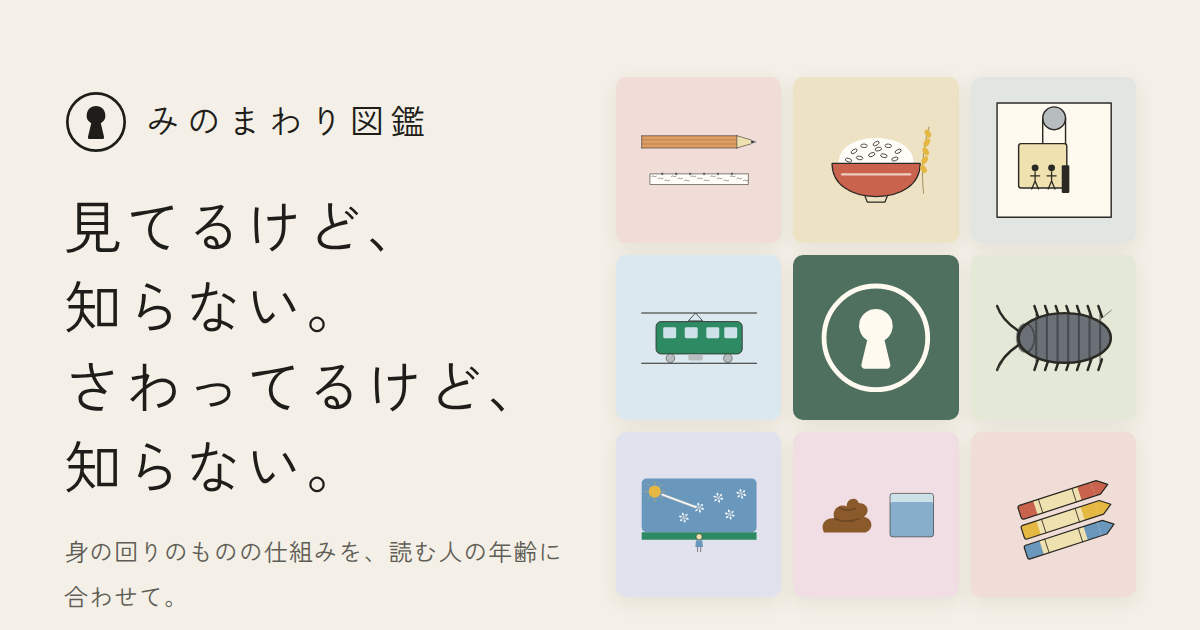 みのまわり図鑑
見てるけど、
知らない。
さわってるけど、
知らない。
身の回りのものの仕組みを、読む人の年齢に
合わせて。